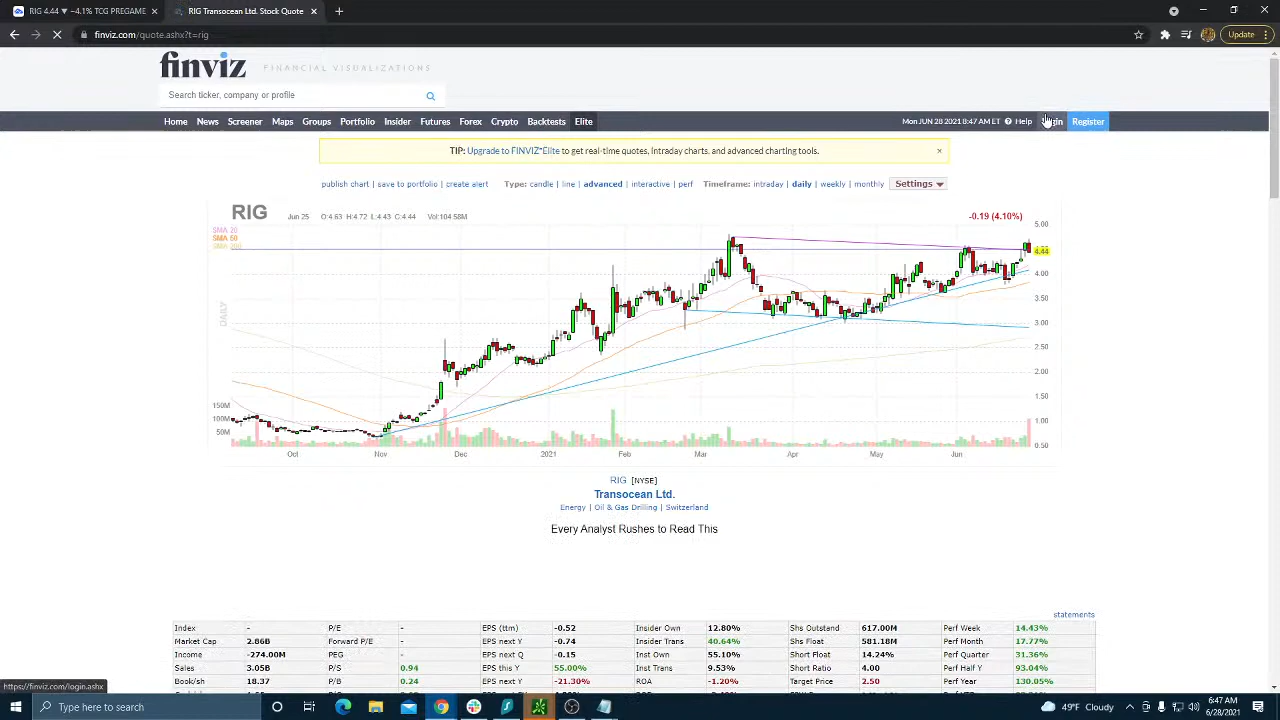 RIG 4.44 ▼ −4.1% TCG PREGAME
Transocean Ltd. Stock Quote
finviz.com/quote.ashx?t=rig
Update
finviz FINANCIAL VISUALIZATIONS
Search ticker, company or profile
Home News Screener Maps Groups Portfolio Insider Futures Forex Crypto Backtests Elite
Mon JUN 28 2021 8:47 AM ET Help Login Register
TIP: Upgrade to FINVIZ*Elite to get real-time quotes, intraday charts, and advanced charting tools. ×
publish chart | save to portfolio | create alert Type: candle | line | advanced | interactive | perf Timeframe: intraday | daily | weekly | monthly Settings
RIG Jun 25 O:4.63 H:4.72 L:4.43 C:4.44 Vol:104.58M -0.19 (4.10%)
SMA 20
SMA 50
SMA 200
DAILY
5.00
4.44
4.00
3.50
3.00
2.50
2.00
1.50
1.00
0.50
150M
100M
50M
Oct Nov Dec 2021 Feb Mar Apr May Jun
RIG [NYSE]
Transocean Ltd.
Energy | Oil & Gas Drilling | Switzerland
Every Analyst Rushes to Read This
statements
Index - P/E - EPS (ttm) -0.52 Insider Own 12.80% Shs Outstand 617.00M Perf Week 14.43%
Market Cap 2.86B Forward P/E - EPS next Y -0.74 Insider Trans 40.64% Shs Float 581.18M Perf Month 17.77%
Income -274.00M PEG - EPS next Q -0.15 Inst Own 55.10% Short Float 14.24% Perf Quarter 31.36%
Sales 3.05B P/S 0.94 EPS this Y 55.00% Inst Trans 9.53% Short Ratio 4.00 Perf Half Y 93.04%
Book/sh 18.37 P/B 0.24 EPS next Y -21.30% ROA -1.20% Target Price 2.50 Perf Year 130.05%
https://finviz.com/login.ashx
Type here to search
49°F Cloudy
6:47 AM
6/28/2021